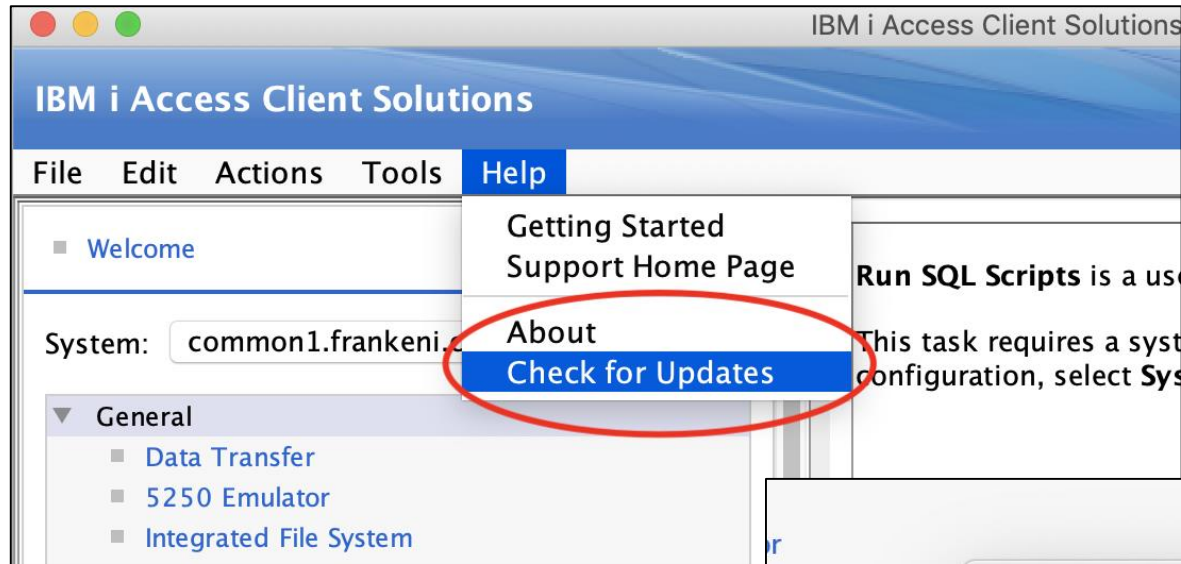 IBM i Access Client Solutions
IBM i Access Client Solutions
File Edit Actions Tools Help
Getting Started
Support Home Page
About
Check for Updates
Welcome
System: common1.frankeni.
General
Data Transfer
5250 Emulator
Integrated File System
Run SQL Scripts is a us
This task requires a syst
configuration, select Sys